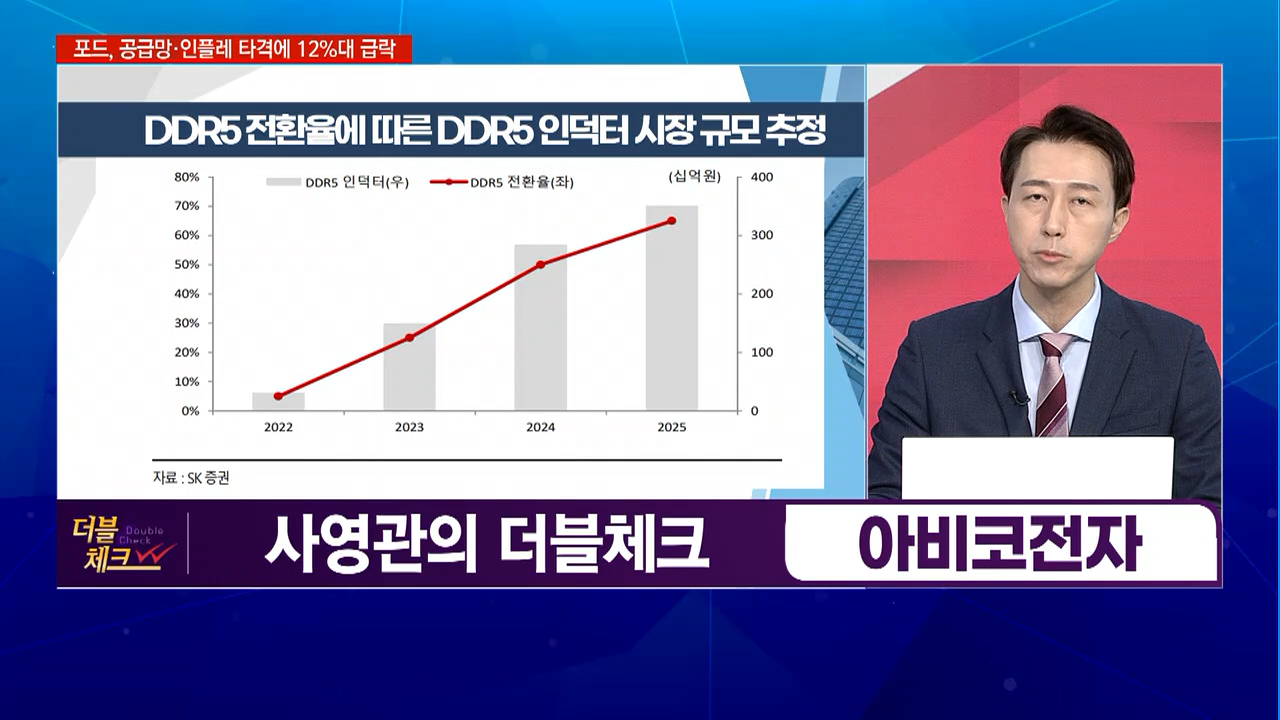 포드, 공급망·인플레 타격에 12%대 급락
DDR5 전환율에 따른 DDR5 인덕터 시장 규모 추정
DDR5 인덕터(우)
DDR5 전환율(좌)
(십억원)
80%
70%
60%
50%
40%
30%
20%
10%
0%
400
300
200
100
0
2022
2023
2024
2025
자료 : SK 증권
더블
체크
Double
Check
사영관의 더블체크
아비코전자